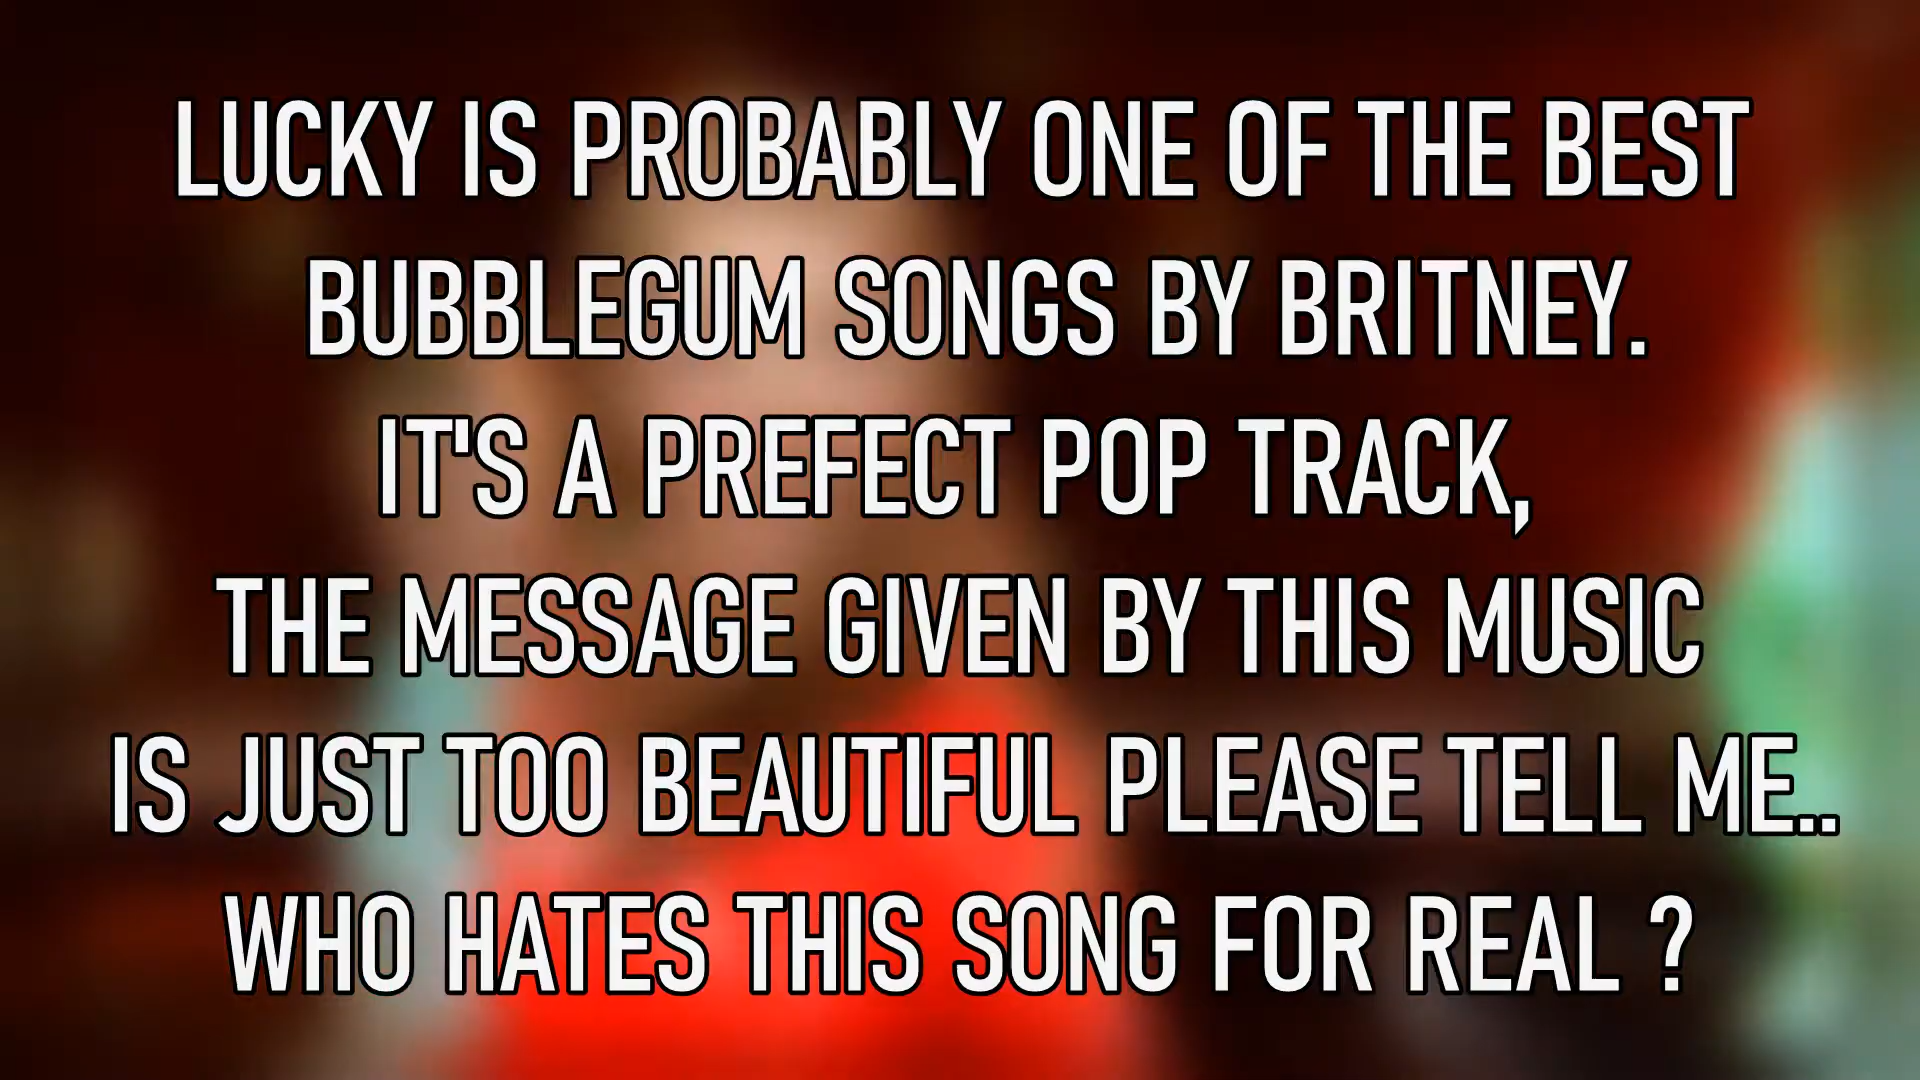 LUCKY IS PROBABLY ONE OF THE BEST
BUBBLEGUM SONGS BY BRITNEY.
IT'S A PREFECT POP TRACK,
THE MESSAGE GIVEN BY THIS MUSIC
IS JUST TOO BEAUTIFUL PLEASE TELL ME..
WHO HATES THIS SONG FOR REAL ?